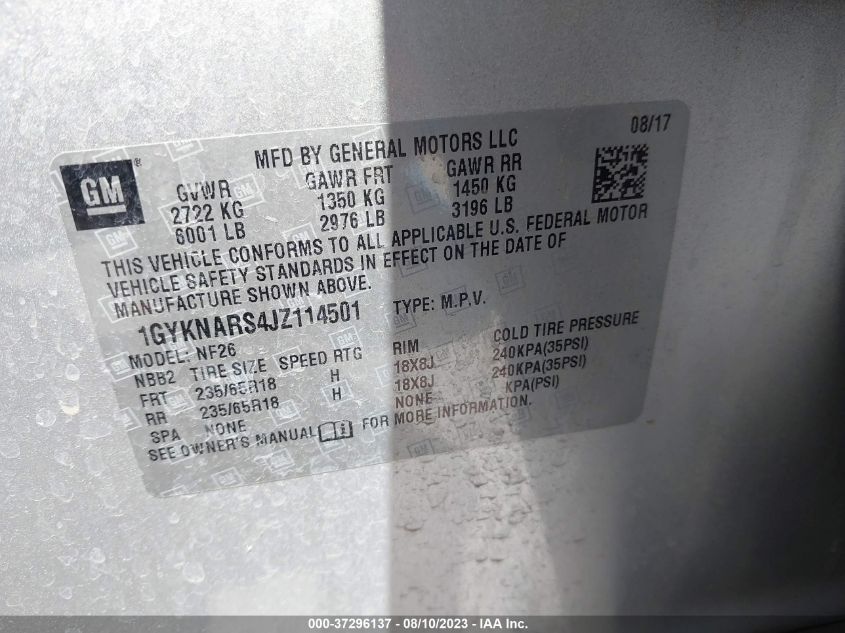 08/17
MFD BY GENERAL MOTORS LLC
GM ®
GVWR GAWR FRT GAWR RR
2722 KG 1350 KG 1450 KG
6001 LB 2976 LB 3196 LB
THIS VEHICLE CONFORMS TO ALL APPLICABLE U.S. FEDERAL MOTOR
VEHICLE SAFETY STANDARDS IN EFFECT ON THE DATE OF
MANUFACTURE SHOWN ABOVE.
1GYKNARS4JZ114501 TYPE: M.P.V.
MODEL: NF26
NBB2 TIRE SIZE SPEED RTG RIM COLD TIRE PRESSURE
FRT 235/65R18 H 18X8J 240KPA(35PSI)
RR 235/65R18 H 18X8J 240KPA(35PSI)
SPA NONE NONE KPA(PSI)
SEE OWNER'S MANUAL FOR MORE INFORMATION.
000-37296137 - 08/10/2023 - IAA Inc.